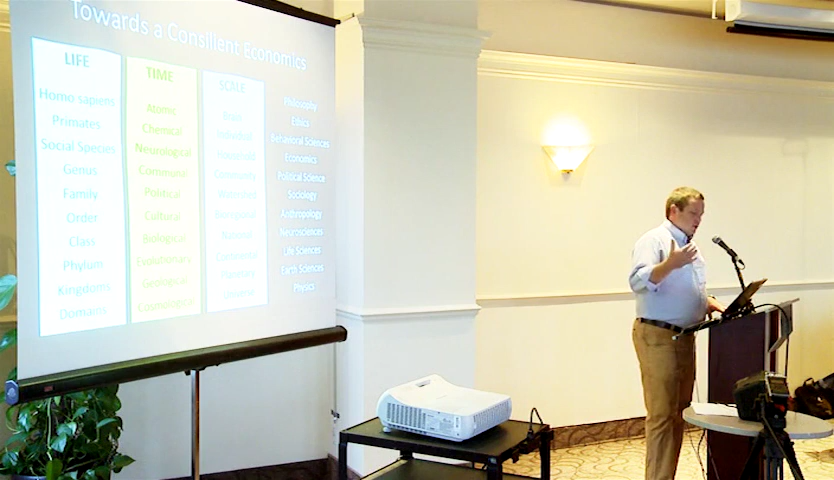 Towards a Consilient Economics
LIFE
Homo sapiens
Primates
Social Species
Genus
Family
Order
Class
Phylum
Kingdoms
Domains
TIME
Atomic
Chemical
Neurological
Communal
Political
Cultural
Biological
Evolutionary
Geological
Cosmological
SCALE
Individual
Household
Community
Watershed
Bioregional
National
Continental
Planetary
Universe
Philosophy
Ethics
Behavioral Sciences
Economics
Political Science
Sociology
Anthropology
Neurosciences
Life Sciences
Earth Sciences
Physics